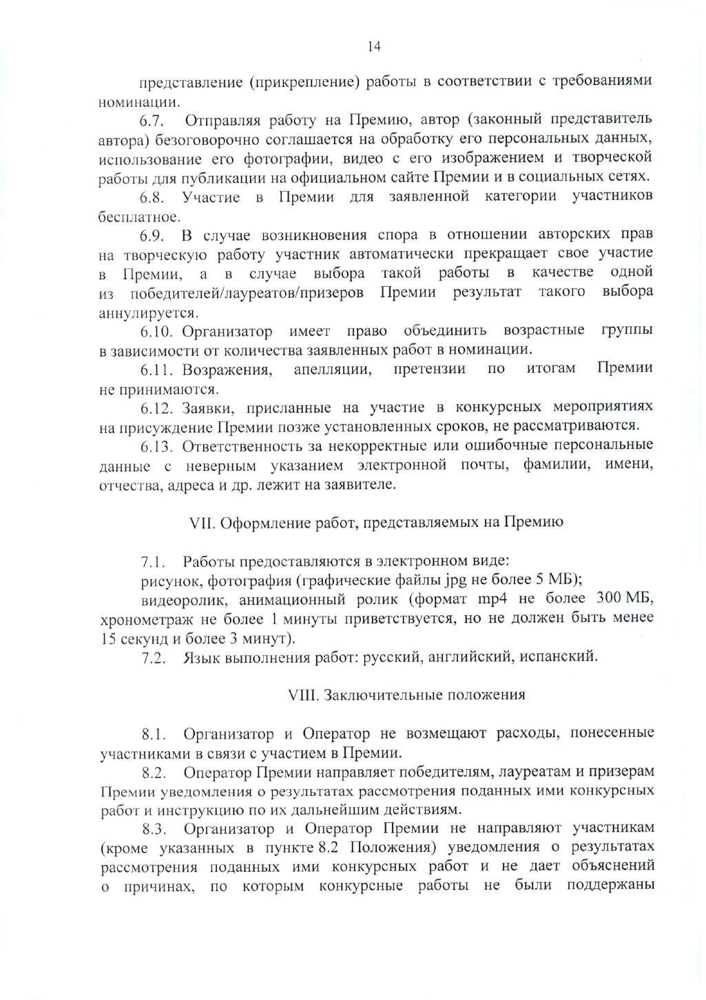 14
представление (прикрепление) работы в соответствии с требованиями
номинации.
6.7. Отправляя работу на Премию, автор (законный представитель
автора) безоговорочно соглашается на обработку его персональных данных,
использование его фотографии, видео с его изображением и творческой
работы для публикации на официальном сайте Премии и в социальных сетях.
6.8. Участие в Премии для заявленной категории участников
бесплатное.
6.9. В случае возникновения спора в отношении авторских прав
на творческую работу участник автоматически прекращает свое участие
в Премии, а в случае выбора такой работы в качестве одной
из победителей/лауреатов/призеров Премии результат такого выбора
аннулируется.
6.10. Организатор имеет право объединить возрастные группы
в зависимости от количества заявленных работ в номинации.
6.11. Возражения, апелляции, претензии по итогам Премии
не принимаются.
6.12. Заявки, присланные на участие в конкурсных мероприятиях
на присуждение Премии позже установленных сроков, не рассматриваются.
6.13. Ответственность за некорректные или ошибочные персональные
данные с неверным указанием электронной почты, фамилии, имени,
отчества, адреса и др. лежит на заявителе.
VII. Оформление работ, представляемых на Премию
7.1. Работы предоставляются в электронном виде:
рисунок, фотография (графические файлы jpg не более 5 МБ);
видеоролик, анимационный ролик (формат mp4 не более 300 МБ,
хронометраж не более 1 минуты приветствуется, но не должен быть менее
15 секунд и более 3 минут).
7.2. Язык выполнения работ: русский, английский, испанский.
VIII. Заключительные положения
8.1. Организатор и Оператор не возмещают расходы, понесенные
участниками в связи с участием в Премии.
8.2. Оператор Премии направляет победителям, лауреатам и призерам
Премии уведомления о результатах рассмотрения поданных ими конкурсных
работ и инструкцию по их дальнейшим действиям.
8.3. Организатор и Оператор Премии не направляют участникам
(кроме указанных в пункте 8.2 Положения) уведомления о результатах
рассмотрения поданных ими конкурсных работ и не дает объяснений
о причинах, по которым конкурсные работы не были поддержаны